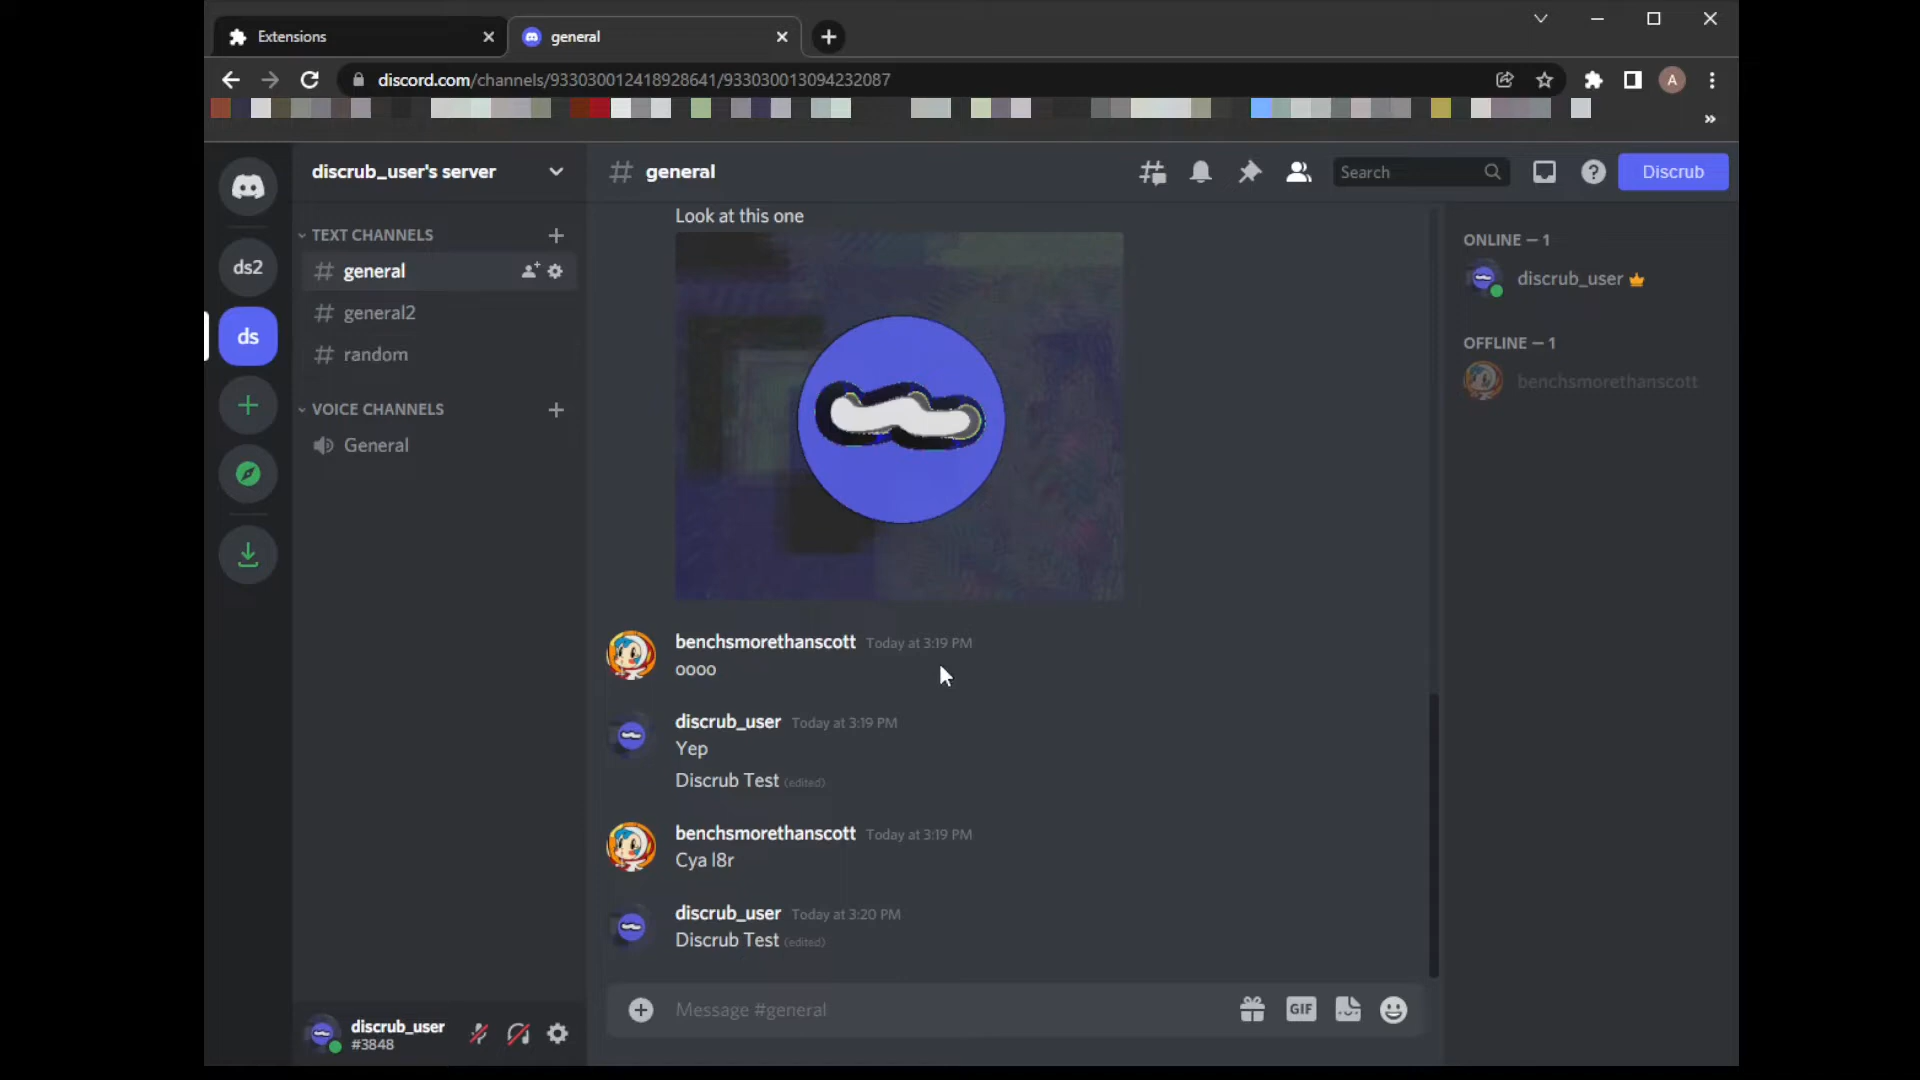 Extensions
general
discord.com/channels/933030012418928641/933030013094232087
A
»
discrub_user's server
general
Search
Discrub
TEXT CHANNELS
general
general2
random
VOICE CHANNELS
General
ds2
ds
Look at this one
benchsmorethanscott Today at 3:19 PM
oooo
discrub_user Today at 3:19 PM
Yep
Discrub Test (edited)
benchsmorethanscott Today at 3:19 PM
Cya l8r
discrub_user Today at 3:20 PM
Discrub Test (edited)
Message #general
GIF
ONLINE — 1
discrub_user
OFFLINE — 1
benchsmorethanscott
discrub_user
#3848